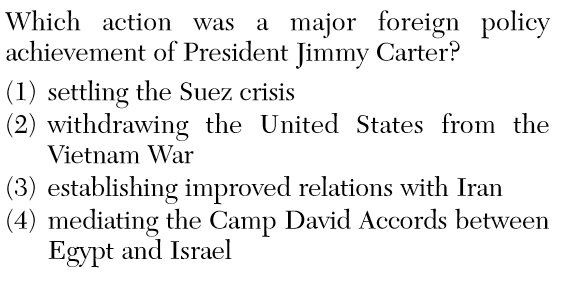 Which action was a major foreign policy
achievement of President Jimmy Carter?
(1) settling the Suez crisis
(2) withdrawing the United States from the
Vietnam War
(3) establishing improved relations with Iran
(4) mediating the Camp David Accords between
Egypt and Israel